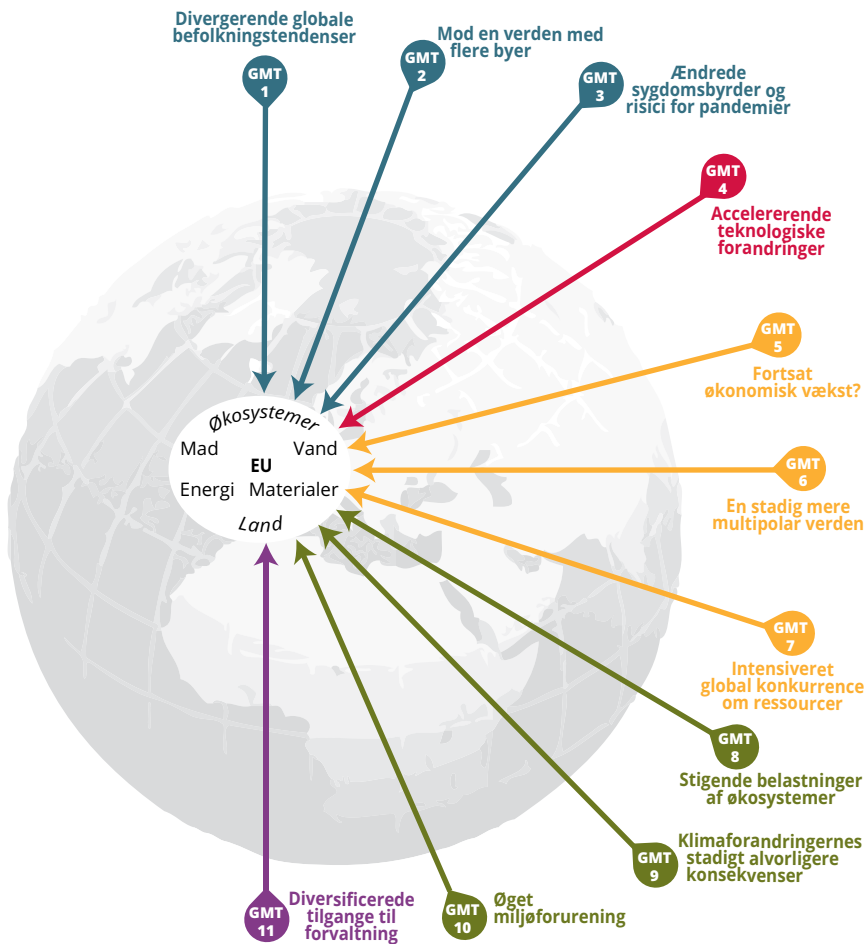 Divergerende globale
befolkningstendenser
GMT
1
Mod en verden med
flere byer
GMT
2
Ændrede
sygdomsbyrder og
risici for pandemier
GMT
3
GMT
4
Accelererende
teknologiske
forandringer
GMT
5
Fortsat
økonomisk vækst?
GMT
6
En stadig mere
multipolar verden
GMT
7
Intensiveret
global konkurrence
om ressourcer
GMT
8
Stigende belastninger
af økosystemer
GMT
9
Klimaforandringernes
stadigt alvorligere
konsekvenser
GMT
10
Øget
miljøforurening
GMT
11
Diversificerede
tilgange til
forvaltning
Økosystemer
Mad Vand
EU
Energi Materialer
Land